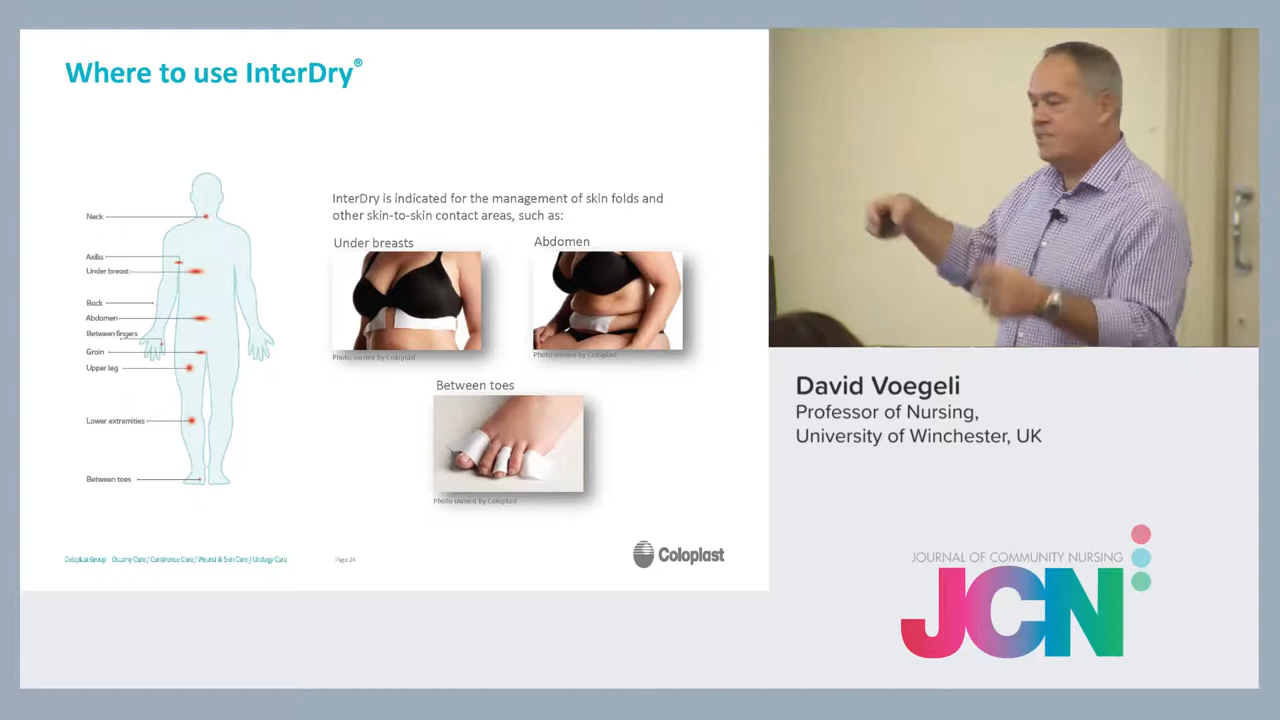 Where to use InterDry®
InterDry is indicated for the management of skin folds and
other skin-to-skin contact areas, such as:
Under breasts
Abdomen
Photo owned by Coloplast
Photo owned by Coloplast
Between toes
Photo owned by Coloplast
Neck
Axilla
Under breast
Back
Abdomen
Between fingers
Groin
Upper leg
Lower extremities
Between toes
Coloplast Group Ostomy Care / Continence Care / Wound & Skin Care / Urology Care
Page 24
Coloplast
David Voegeli
Professor of Nursing,
University of Winchester, UK
JOURNAL OF COMMUNITY NURSING
JCN